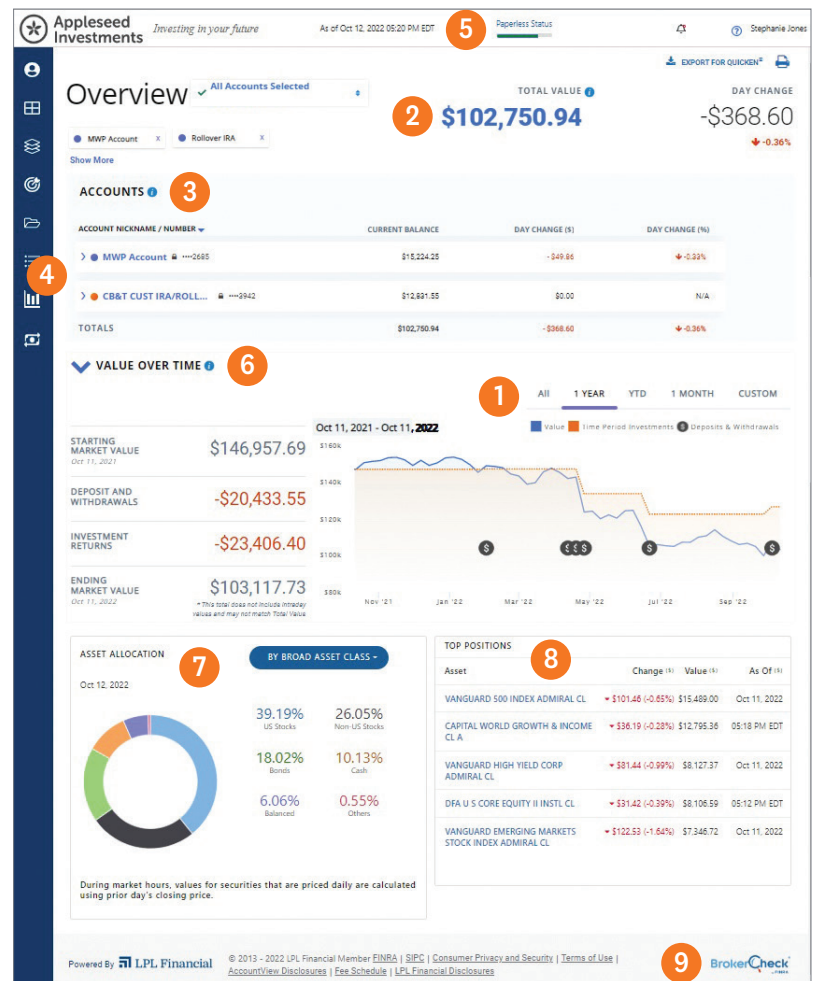 Appleseed
Investments
Investing in your future
As of Oct 12, 2022 05:20 PM EDT
5
Paperless Status
Stephanie Jones
EXPORT FOR QUICKEN®
Overview
All Accounts Selected
2
TOTAL VALUE
$102,750.94
DAY CHANGE
-$368.60
-0.36%
MWP Account X
Rollover IRA X
Show More
ACCOUNTS
3
ACCOUNT NICKNAME / NUMBER CURRENT BALANCE DAY CHANGE ($) DAY CHANGE (%)
MWP Account ••••2685 $15,224.25 - $49.86 -0.33%
4
CB&T CUST IRA/ROLL... ••••3942 $12,931.55 $0.00 N/A
TOTALS $102,750.94 - $368.60 -0.36%
VALUE OVER TIME
6
1
All 1 YEAR YTD 1 MONTH CUSTOM
Oct 11, 2021 - Oct 11, 2022
Value Time Period Investments $ Deposits & Withdrawals
STARTING
MARKET VALUE
Oct 11, 2021
$146,957.69
DEPOSIT AND
WITHDRAWALS
-$20,433.55
INVESTMENT
RETURNS
-$23,406.40
ENDING
MARKET VALUE
Oct 11, 2022
$103,117.73
* This total does not include intraday
values and may not match Total Value
$160k
$140k
$120k
$100k
$80k
$ $ $ $ $ $
Nov '21 Jan '22 Mar '22 May '22 Jul '22 Sep '22
ASSET ALLOCATION
7
BY BROAD ASSET CLASS
Oct 12, 2022
39.19%
US Stocks
26.05%
Non-US Stocks
18.02%
Bonds
10.13%
Cash
6.06%
Balanced
0.55%
Others
During market hours, values for securities that are priced daily are calculated
using prior day's closing price.
TOP POSITIONS
8
Asset Change ($) Value ($) As Of ($)
VANGUARD 500 INDEX ADMIRAL CL $101.46 (-0.65%) $15,489.00 Oct 11, 2022
CAPITAL WORLD GROWTH & INCOME
CL A
$36.19 (-0.28%) $12,795.36 05:18 PM EDT
VANGUARD HIGH YIELD CORP
ADMIRAL CL
$81.44 (-0.99%) $8,127.37 Oct 11, 2022
DFA U S CORE EQUITY II INSTL CL $31.42 (-0.39%) $8,106.59 05:12 PM EDT
VANGUARD EMERGING MARKETS
STOCK INDEX ADMIRAL CL
$122.53 (-1.64%) $7,346.72 Oct 11, 2022
Powered By LPL Financial
© 2013 - 2022 LPL Financial Member FINRA | SIPC | Consumer Privacy and Security | Terms of Use |
AccountView Disclosures | Fee Schedule | LPL Financial Disclosures
9
BrokerCheck